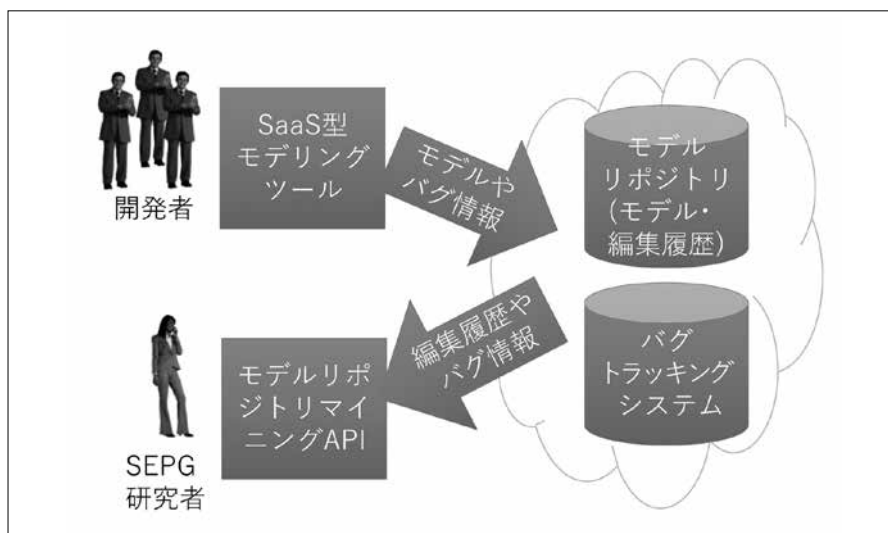 開発者
SaaS型
モデリング
ツール
モデルや
バグ情報
モデル
リポジトリ
(モデル・
編集履歴)
編集履歴や
バグ情報
バグ
トラッキング
システム
SEPG
研究者
モデルリポ
ジトリマイ
ニングAPI